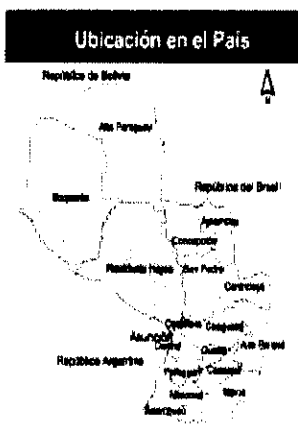 Ubicación en el País
República de Bolivia
N
Alto Paraguay
Boquerón
República del Brasil
Amambay
Concepción
Presidente Hayes
San Pedro
Canindeyú
Cordillera
Caaguazú
Asunción
Central
Alto Paraná
Guairá
República Argentina
Paraguarí
Caazapá
Misiones
Itapúa
Ñeembucú